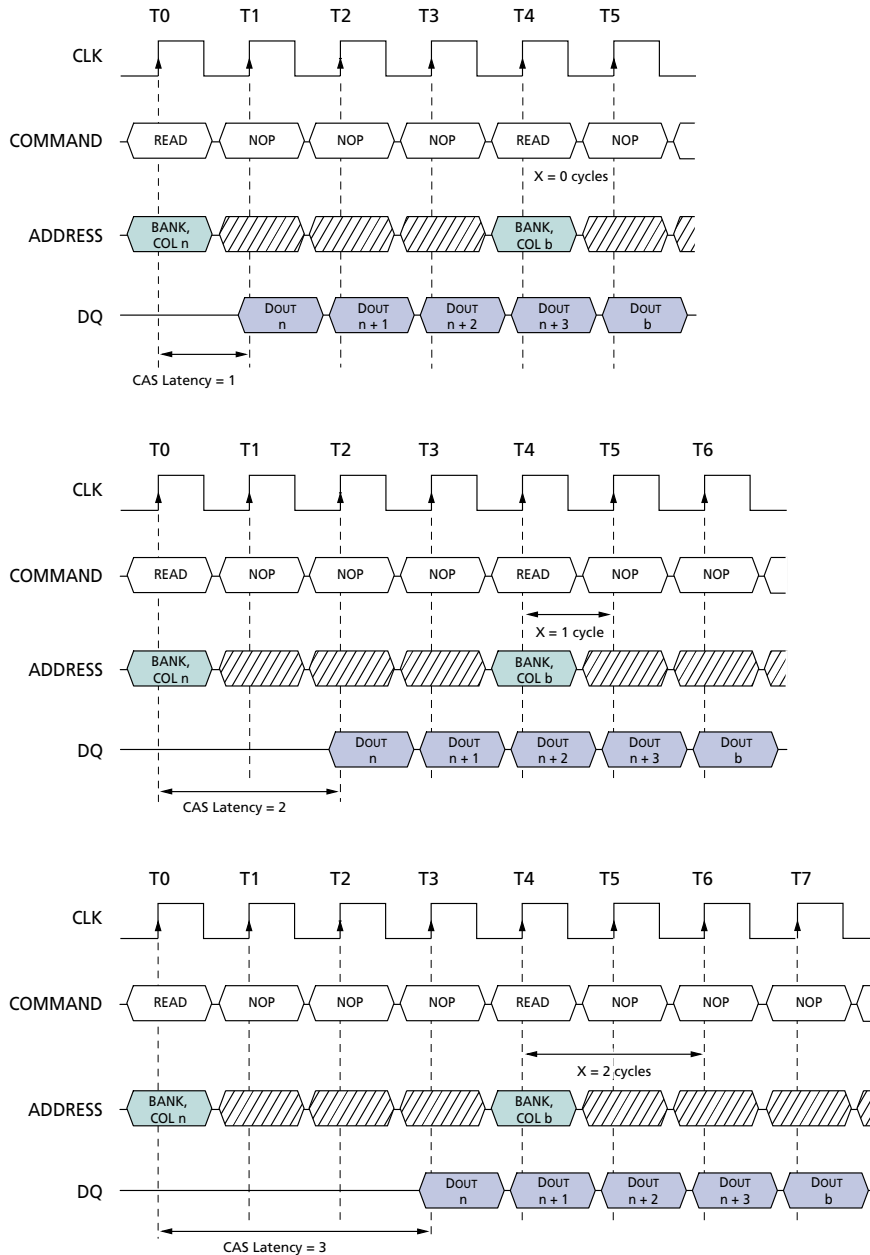 T0 T1 T2 T3 T4 T5
CLK
COMMAND READ NOP NOP NOP READ NOP
X = 0 cycles
ADDRESS BANK, COL n BANK, COL b
DQ DOUT n DOUT n + 1 DOUT n + 2 DOUT n + 3 DOUT b
CAS Latency = 1
T0 T1 T2 T3 T4 T5 T6
CLK
COMMAND READ NOP NOP NOP READ NOP NOP
X = 1 cycle
ADDRESS BANK, COL n BANK, COL b
DQ DOUT n DOUT n + 1 DOUT n + 2 DOUT n + 3 DOUT b
CAS Latency = 2
T0 T1 T2 T3 T4 T5 T6 T7
CLK
COMMAND READ NOP NOP NOP READ NOP NOP NOP
X = 2 cycles
ADDRESS BANK, COL n BANK, COL b
DQ DOUT n DOUT n + 1 DOUT n + 2 DOUT n + 3 DOUT b
CAS Latency = 3